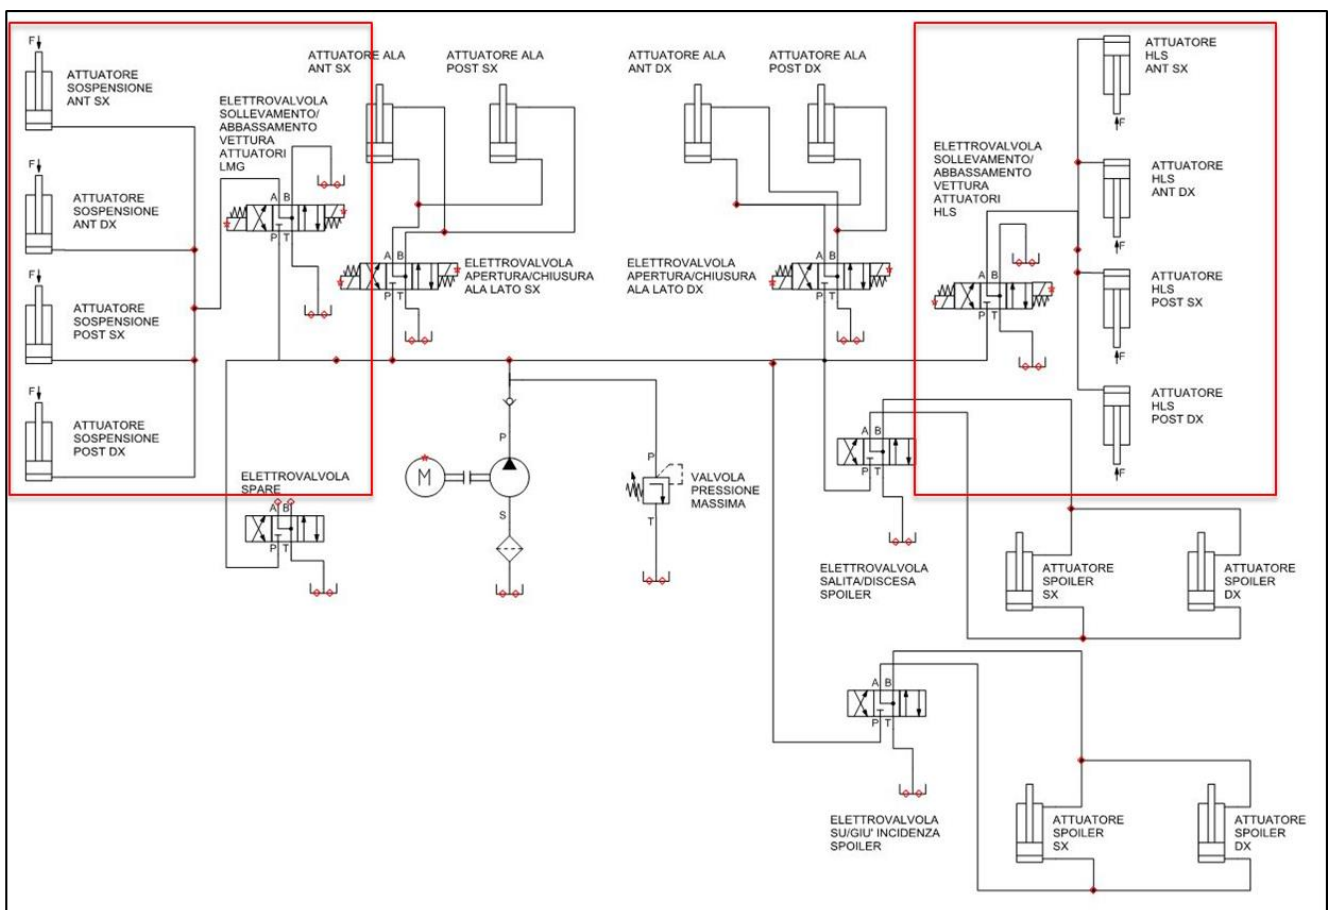 F
ATTUATORE
SOSPENSIONE
ANT SX
F
ATTUATORE
SOSPENSIONE
ANT DX
F
ATTUATORE
SOSPENSIONE
POST SX
F
ATTUATORE
SOSPENSIONE
POST DX
ELETTROVALVOLA
SOLLEVAMENTO/
ABBASSAMENTO
VETTURA
ATTUATORI
LMG
A B
P T
ELETTROVALVOLA
SPARE
A B
P T
ATTUATORE ALA
ANT SX
ATTUATORE ALA
POST SX
A B
P T
ELETTROVALVOLA
APERTURA/CHIUSURA
ALA LATO SX
ATTUATORE ALA
ANT DX
ATTUATORE ALA
POST DX
ELETTROVALVOLA
APERTURA/CHIUSURA
ALA LATO DX
A B
P T
M
P
S
P
T
VALVOLA
PRESSIONE
MASSIMA
ELETTROVALVOLA
SOLLEVAMENTO/
ABBASSAMENTO
VETTURA
ATTUATORI
HLS
A B
P T
ATTUATORE
HLS
ANT SX
F
ATTUATORE
HLS
ANT DX
F
ATTUATORE
HLS
POST SX
F
ATTUATORE
HLS
POST DX
F
A B
P T
ELETTROVALVOLA
SALITA/DISCESA
SPOILER
ATTUATORE
SPOILER
SX
ATTUATORE
SPOILER
DX
A B
P T
ELETTROVALVOLA
SU/GIU' INCIDENZA
SPOILER
ATTUATORE
SPOILER
SX
ATTUATORE
SPOILER
DX